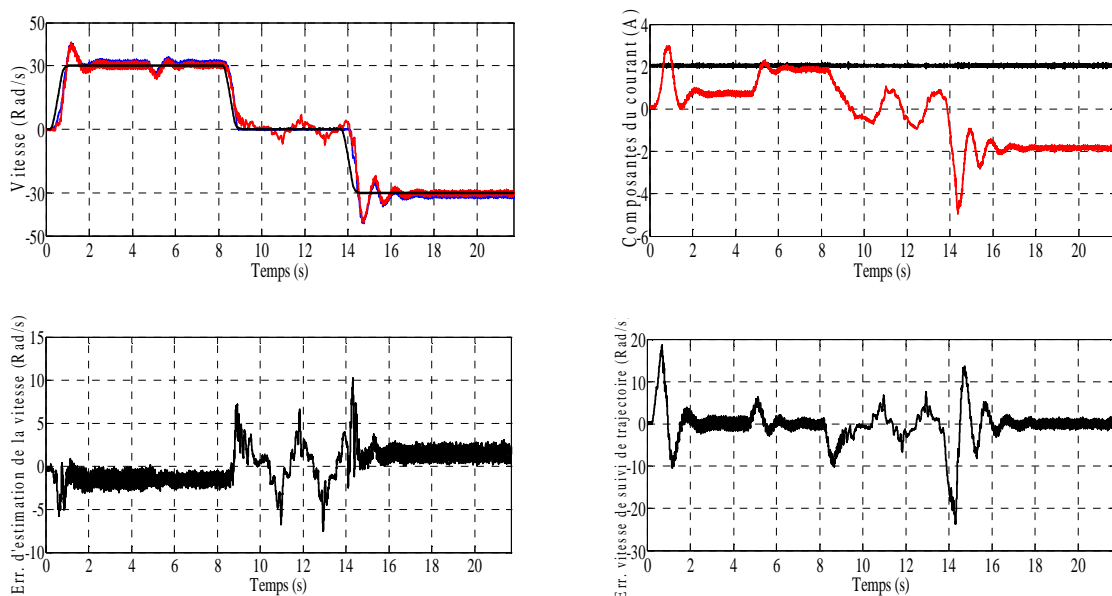 50
30
0
-30
-50
Vitesse (Rad/s)
0 2 4 6 8 10 12 14 16 18 20
Temps (s)
4
2
0
-2
-4
-6
Composantes du courant (A)
0 2 4 6 8 10 12 14 16 18 20
Temps (s)
15
10
5
0
-5
-10
Err. d'estimation de la vitesse (Rad/s)
0 2 4 6 8 10 12 14 16 18 20
Temps (s)
20
10
0
-10
-20
-30
Err. vitesse de suivi de trajectoire (Rad/s)
0 2 4 6 8 10 12 14 16 18 20
Temps (s)